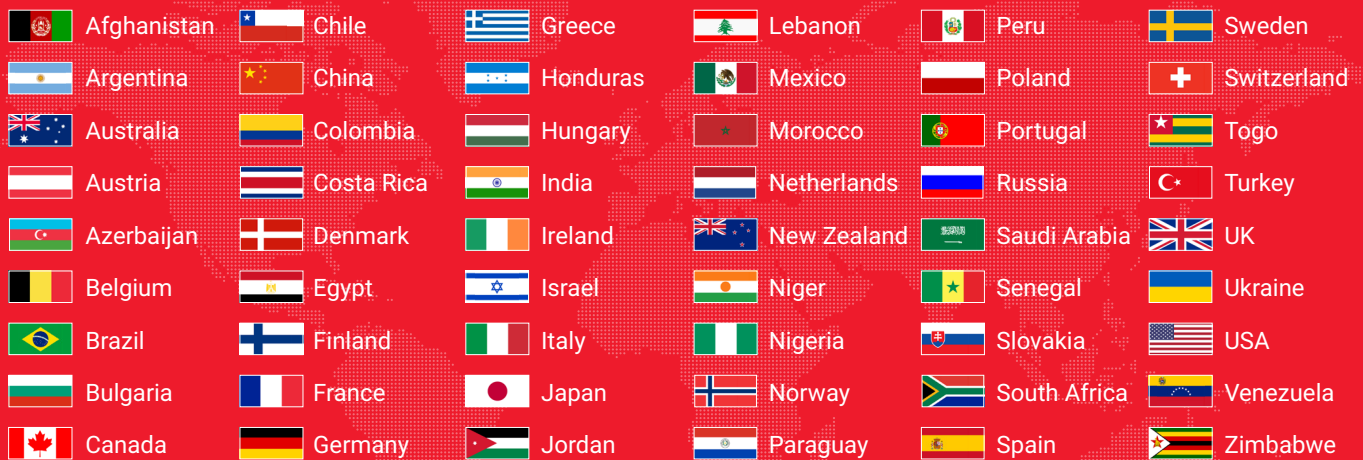 Afghanistan
Argentina
Australia
Austria
Azerbaijan
Belgium
Brazil
Bulgaria
Canada
Chile
China
Colombia
Costa Rica
Denmark
Egypt
Finland
France
Germany
Greece
Honduras
Hungary
India
Ireland
Israel
Italy
Japan
Jordan
Lebanon
Mexico
Morocco
Netherlands
New Zealand
Niger
Nigeria
Norway
Paraguay
Peru
Poland
Portugal
Russia
Saudi Arabia
Senegal
Slovakia
South Africa
Spain
Sweden
Switzerland
Togo
Turkey
UK
Ukraine
USA
Venezuela
Zimbabwe